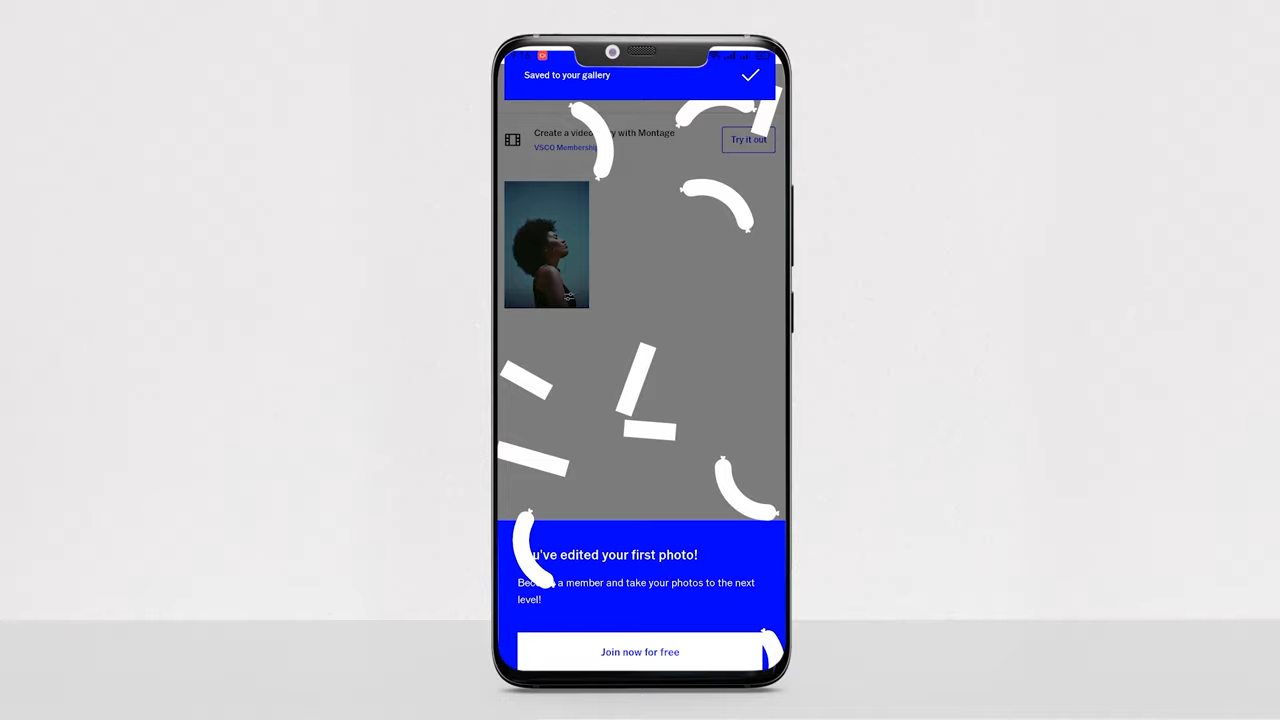 Saved to your gallery
Create a video with Montage
VSCO Membership
Try it out
u've edited your first photo!
a member and take your photos to the next
level!
Join now for free